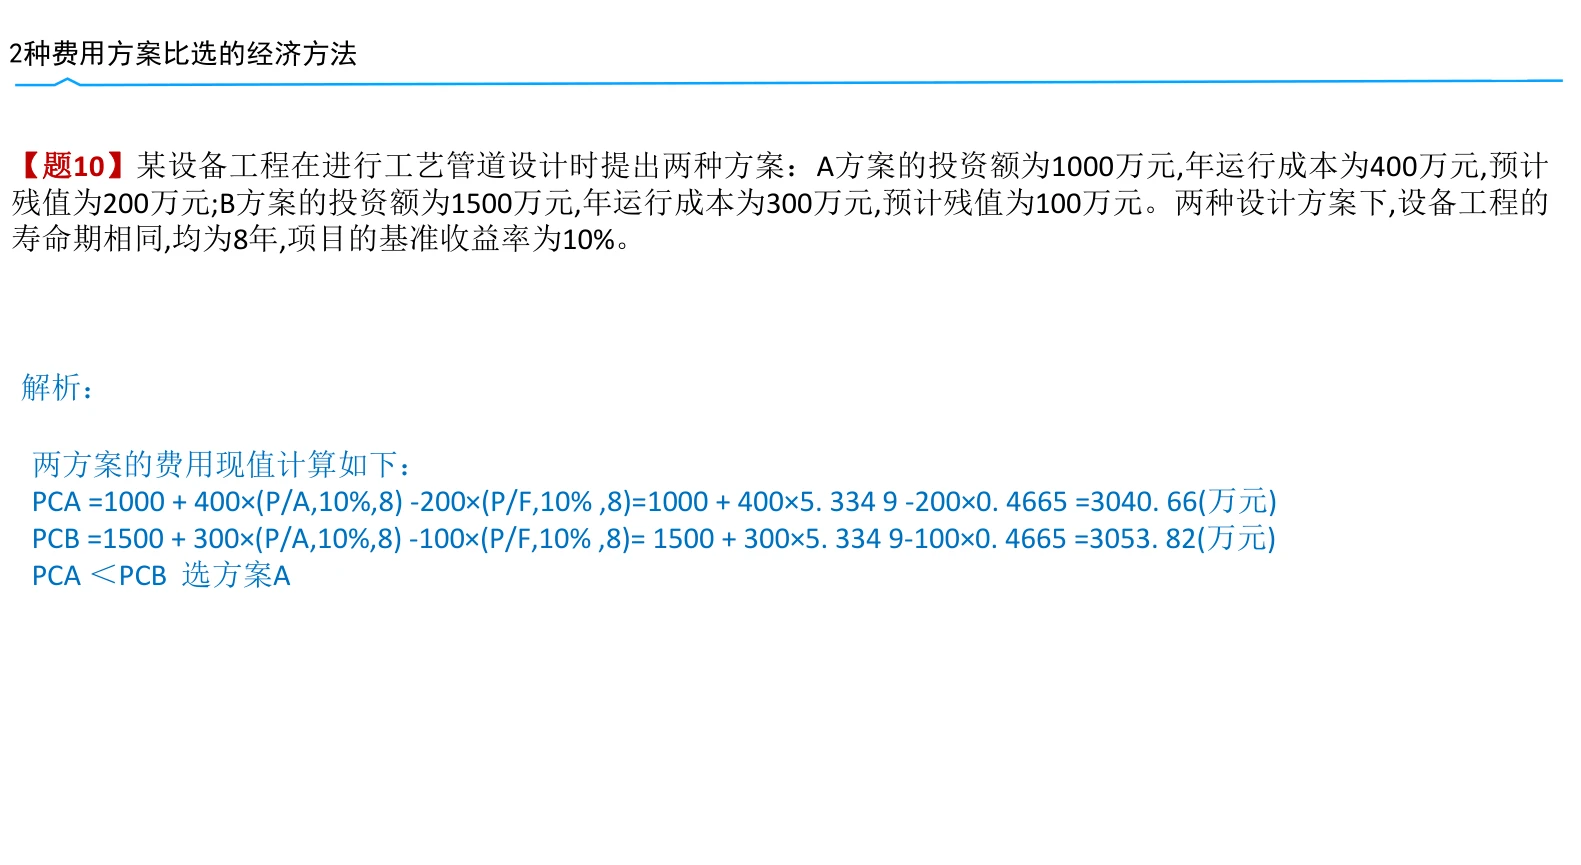 2种费用方案比选的经济方法
【题10】某设备工程在进行工艺管道设计时提出两种方案：A方案的投资额为1000万元,年运行成本为400万元,预计
残值为200万元;B方案的投资额为1500万元,年运行成本为300万元,预计残值为100万元。两种设计方案下,设备工程的
寿命期相同,均为8年,项目的基准收益率为10%。
解析：
两方案的费用现值计算如下：
PCA =1000 + 400×(P/A,10%,8) -200×(P/F,10% ,8)=1000 + 400×5. 334 9 -200×0. 4665 =3040. 66(万元)
PCB =1500 + 300×(P/A,10%,8) -100×(P/F,10% ,8)= 1500 + 300×5. 334 9-100×0. 4665 =3053. 82(万元)
PCA ＜PCB 选方案A